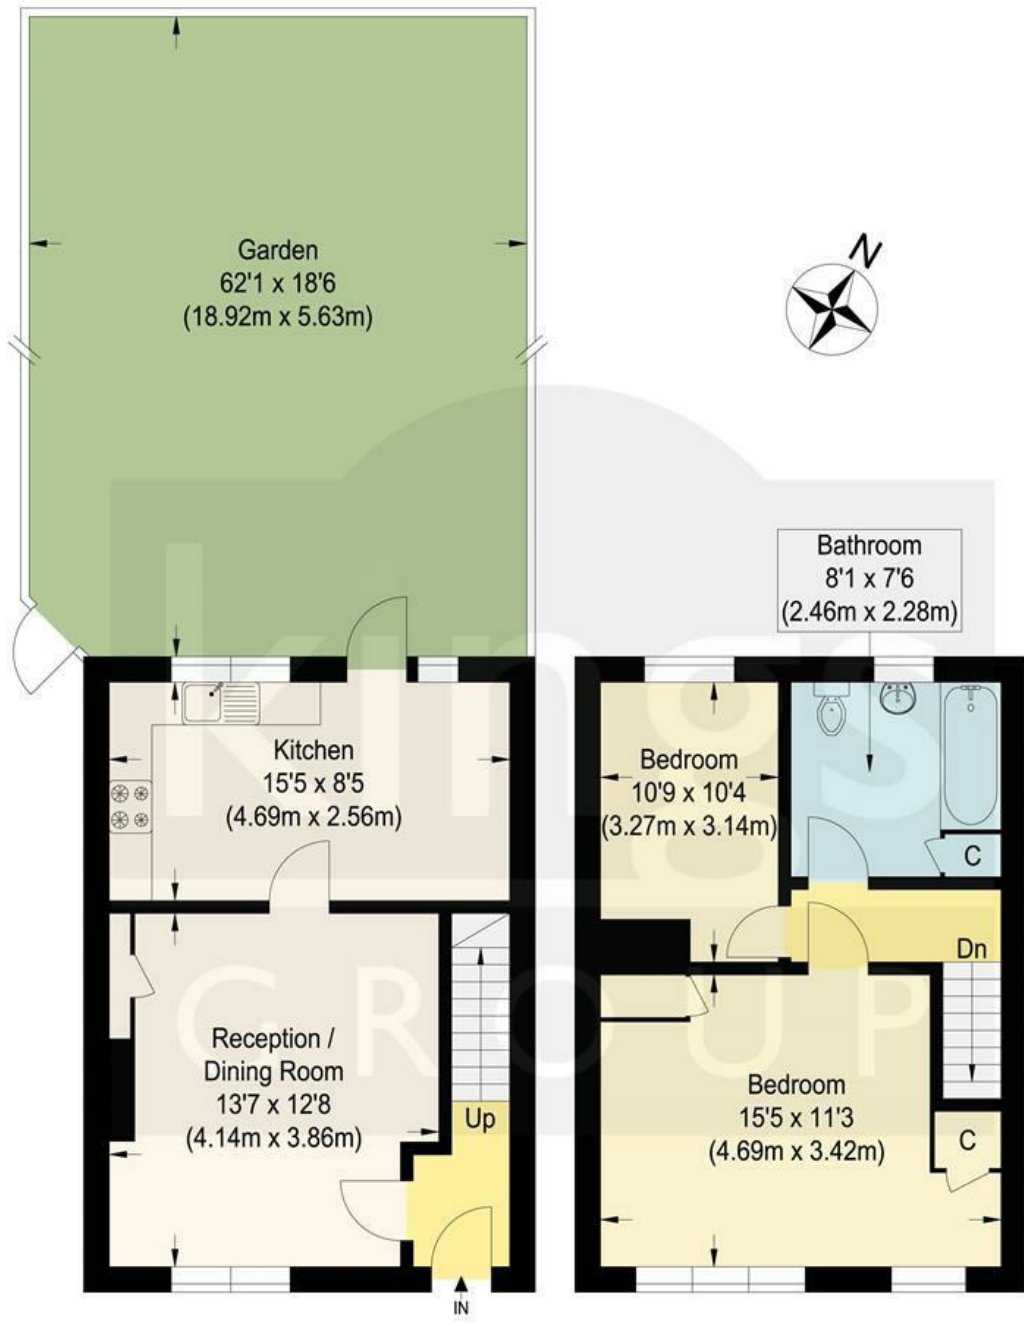 Garden
62'1 x 18'6
(18.92m x 5.63m)
N
Bathroom
8'1 x 7'6
(2.46m x 2.28m)
Kitchen
15'5 x 8'5
(4.69m x 2.56m)
Bedroom
10'9 x 10'4
(3.27m x 3.14m)
C
Dn
Reception /
Dining Room
13'7 x 12'8
(4.14m x 3.86m)
Up
Bedroom
15'5 x 11'3
(4.69m x 3.42m)
C
IN
kings
GROUP